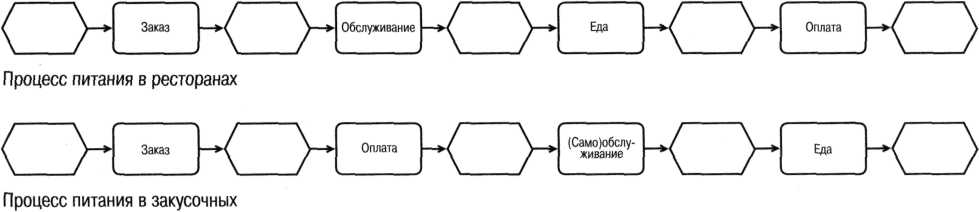 Заказ
Обслуживание
Еда
Оплата
Процесс питания в ресторанах
Заказ
Оплата
(Само)обслу-
живание
Еда
Процесс питания в закусочных